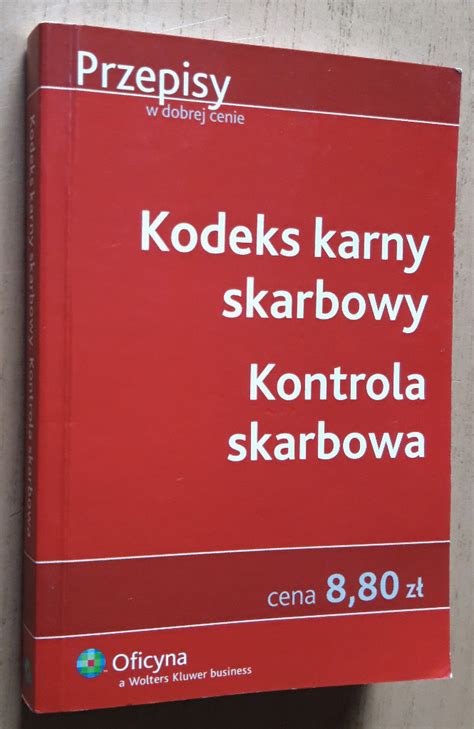 Przepisy
w dobrej cenie
Kodeks karny
skarbowy
Kontrola
skarbowa
cena 8,80 zł
Oficyna
a Wolters Kluwer business
Kodeks karny skarbowy. Kontrola skarbowa